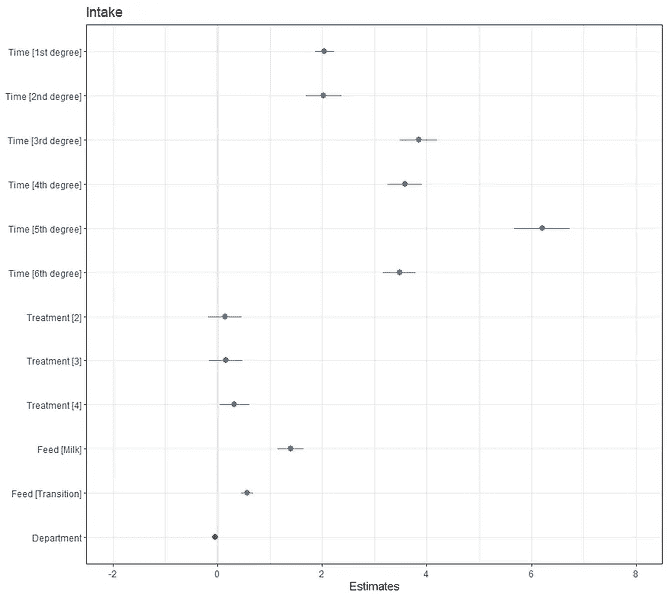 Intake
Time [1st degree]
Time [2nd degree]
Time [3rd degree]
Time [4th degree]
Time [5th degree]
Time [6th degree]
Treatment [2]
Treatment [3]
Treatment [4]
Feed [Milk]
Feed [Transition]
Department
-2 0 2 4 6 8
Estimates